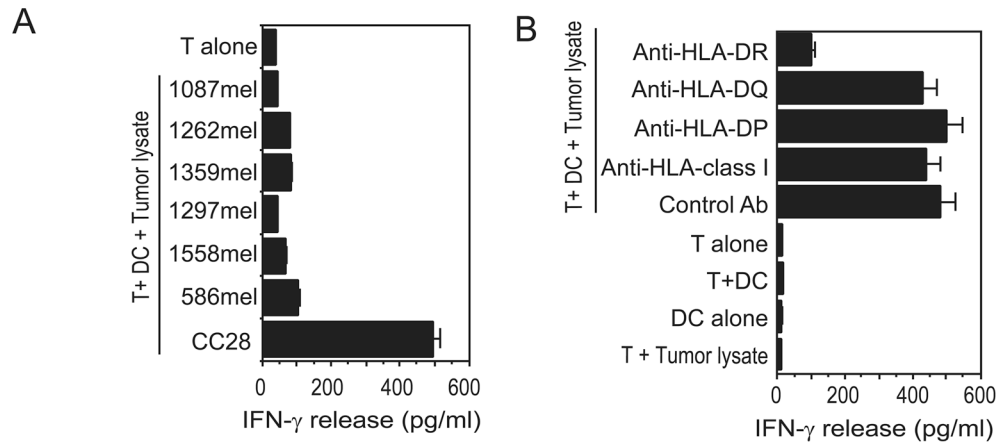 A
T alone
1087mel
1262mel
1359mel
1297mel
1558mel
586mel
CC28
T+ DC + Tumor lysate
0 200 400 600
IFN-γ release (pg/ml)
B
Anti-HLA-DR
Anti-HLA-DQ
Anti-HLA-DP
Anti-HLA-class I
Control Ab
T alone
T+DC
DC alone
T + Tumor lysate
T+ DC + Tumor lysate
0 200 400 600
IFN-γ release (pg/ml)